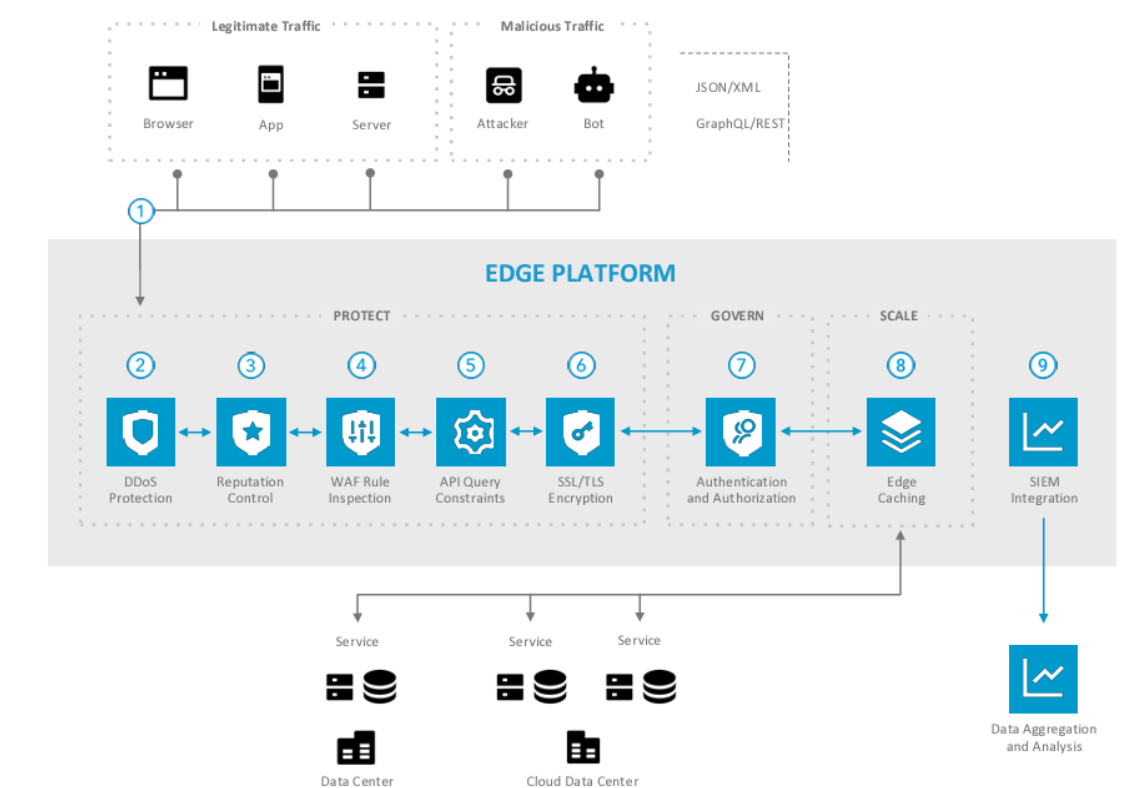 Legitimate Traffic
Malicious Traffic
JSON/XML
Browser
App
Server
Attacker
Bot
GraphQL/REST
1
EDGE PLATFORM
PROTECT
GOVERN
SCALE
2
3
4
5
6
7
8
9
DDoS
Protection
Reputation
Control
WAF Rule
Inspection
API Query
Constraints
SSL/TLS
Encryption
Authentication
and Authorization
Edge
Caching
SIEM
Integration
Service
Service
Service
Data Center
Cloud Data Center
Data Aggregation
and Analysis